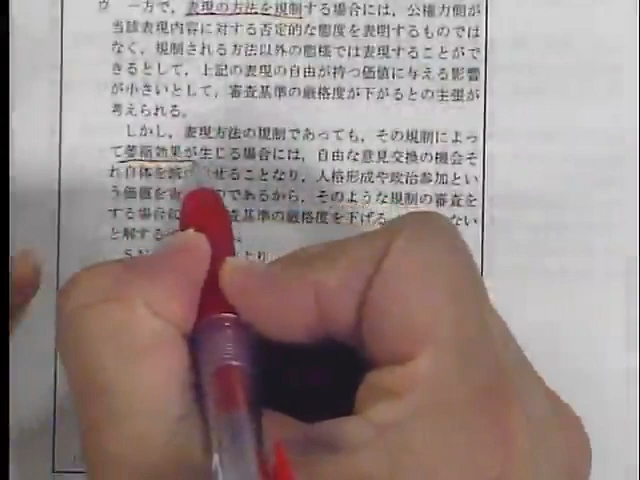 ウ 一方で，表現の方法を規制する場合には，公権力側が
当該表現内容に対する否定的な態度を表明するものでは
なく，規制される方法以外の態様では表現することがで
きるとして，上記の表現の自由が持つ価値に与える影響
が小さいとして，審査基準の厳格度が下がるとの主張が
考えられる。
しかし，表現方法の規制であっても，その規制によっ
て萎縮効果が生じる場合には，自由な意見交換の機会そ
れ自体を せることなり，人格形成や政治参加とい
う価値を のであるから，そのような規制の審査を
する場合 査基準の厳格度を下げる ない
と解する
より